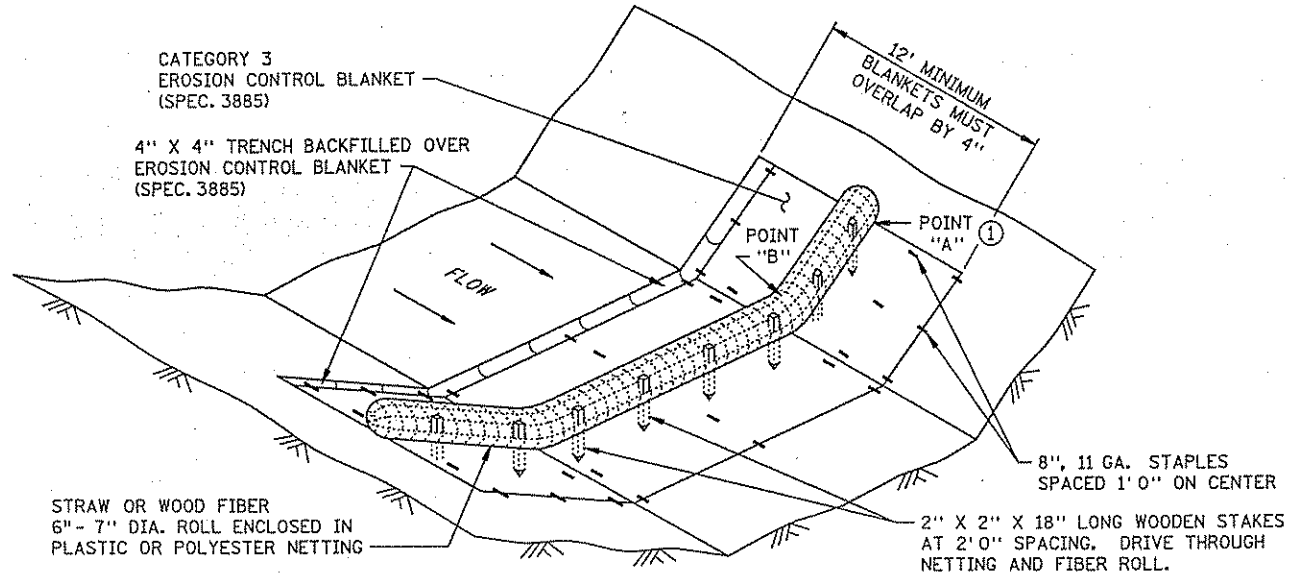 CATEGORY 3
EROSION CONTROL BLANKET
(SPEC. 3885)
4" X 4" TRENCH BACKFILLED OVER
EROSION CONTROL BLANKET
(SPEC. 3885)
12' MINIMUM
BLANKETS MUST
OVERLAP BY 4"
POINT
"A"
1
POINT
"B"
FLOW
8", 11 GA. STAPLES
SPACED 1' 0" ON CENTER
STRAW OR WOOD FIBER
6" - 7" DIA. ROLL ENCLOSED IN
PLASTIC OR POLYESTER NETTING
2" X 2" X 18" LONG WOODEN STAKES
AT 2' 0" SPACING. DRIVE THROUGH
NETTING AND FIBER ROLL.